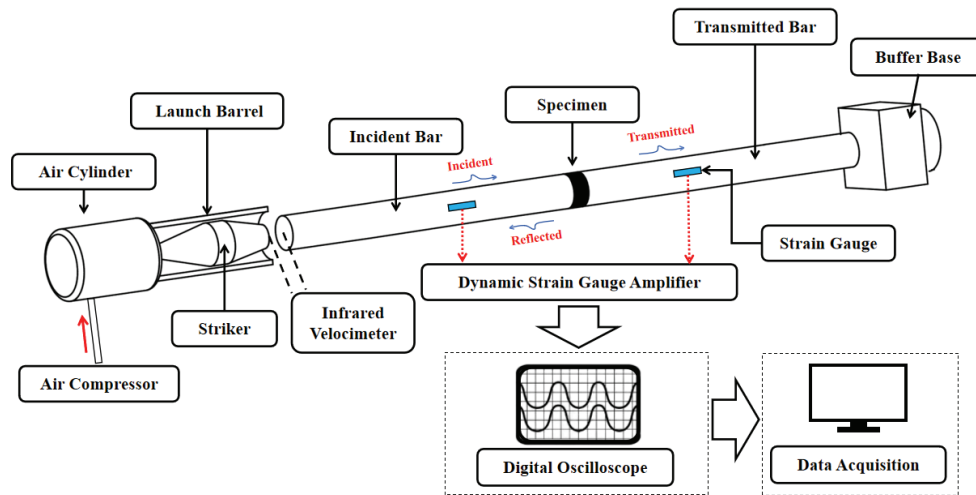 Transmitted Bar
Buffer Base
Launch Barrel
Specimen
Incident Bar
Transmitted
Incident
Air Cylinder
Reflected
Strain Gauge
Dynamic Strain Gauge Amplifier
Infrared
Velocimeter
Striker
Air Compressor
Digital Oscilloscope
Data Acquisition